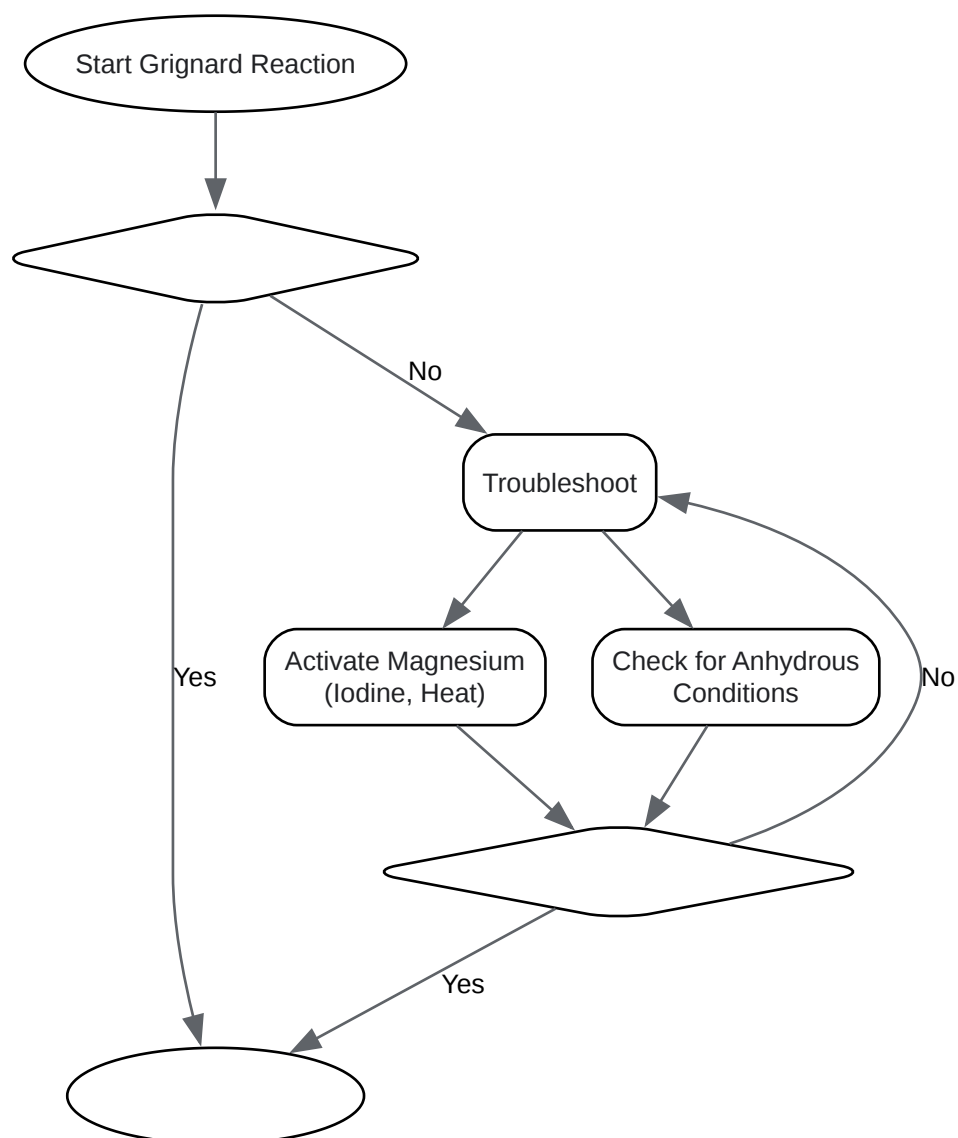 Start Grignard Reaction
No
Troubleshoot
Activate Magnesium
(Iodine, Heat)
Check for Anhydrous
Conditions
Yes
No
Yes